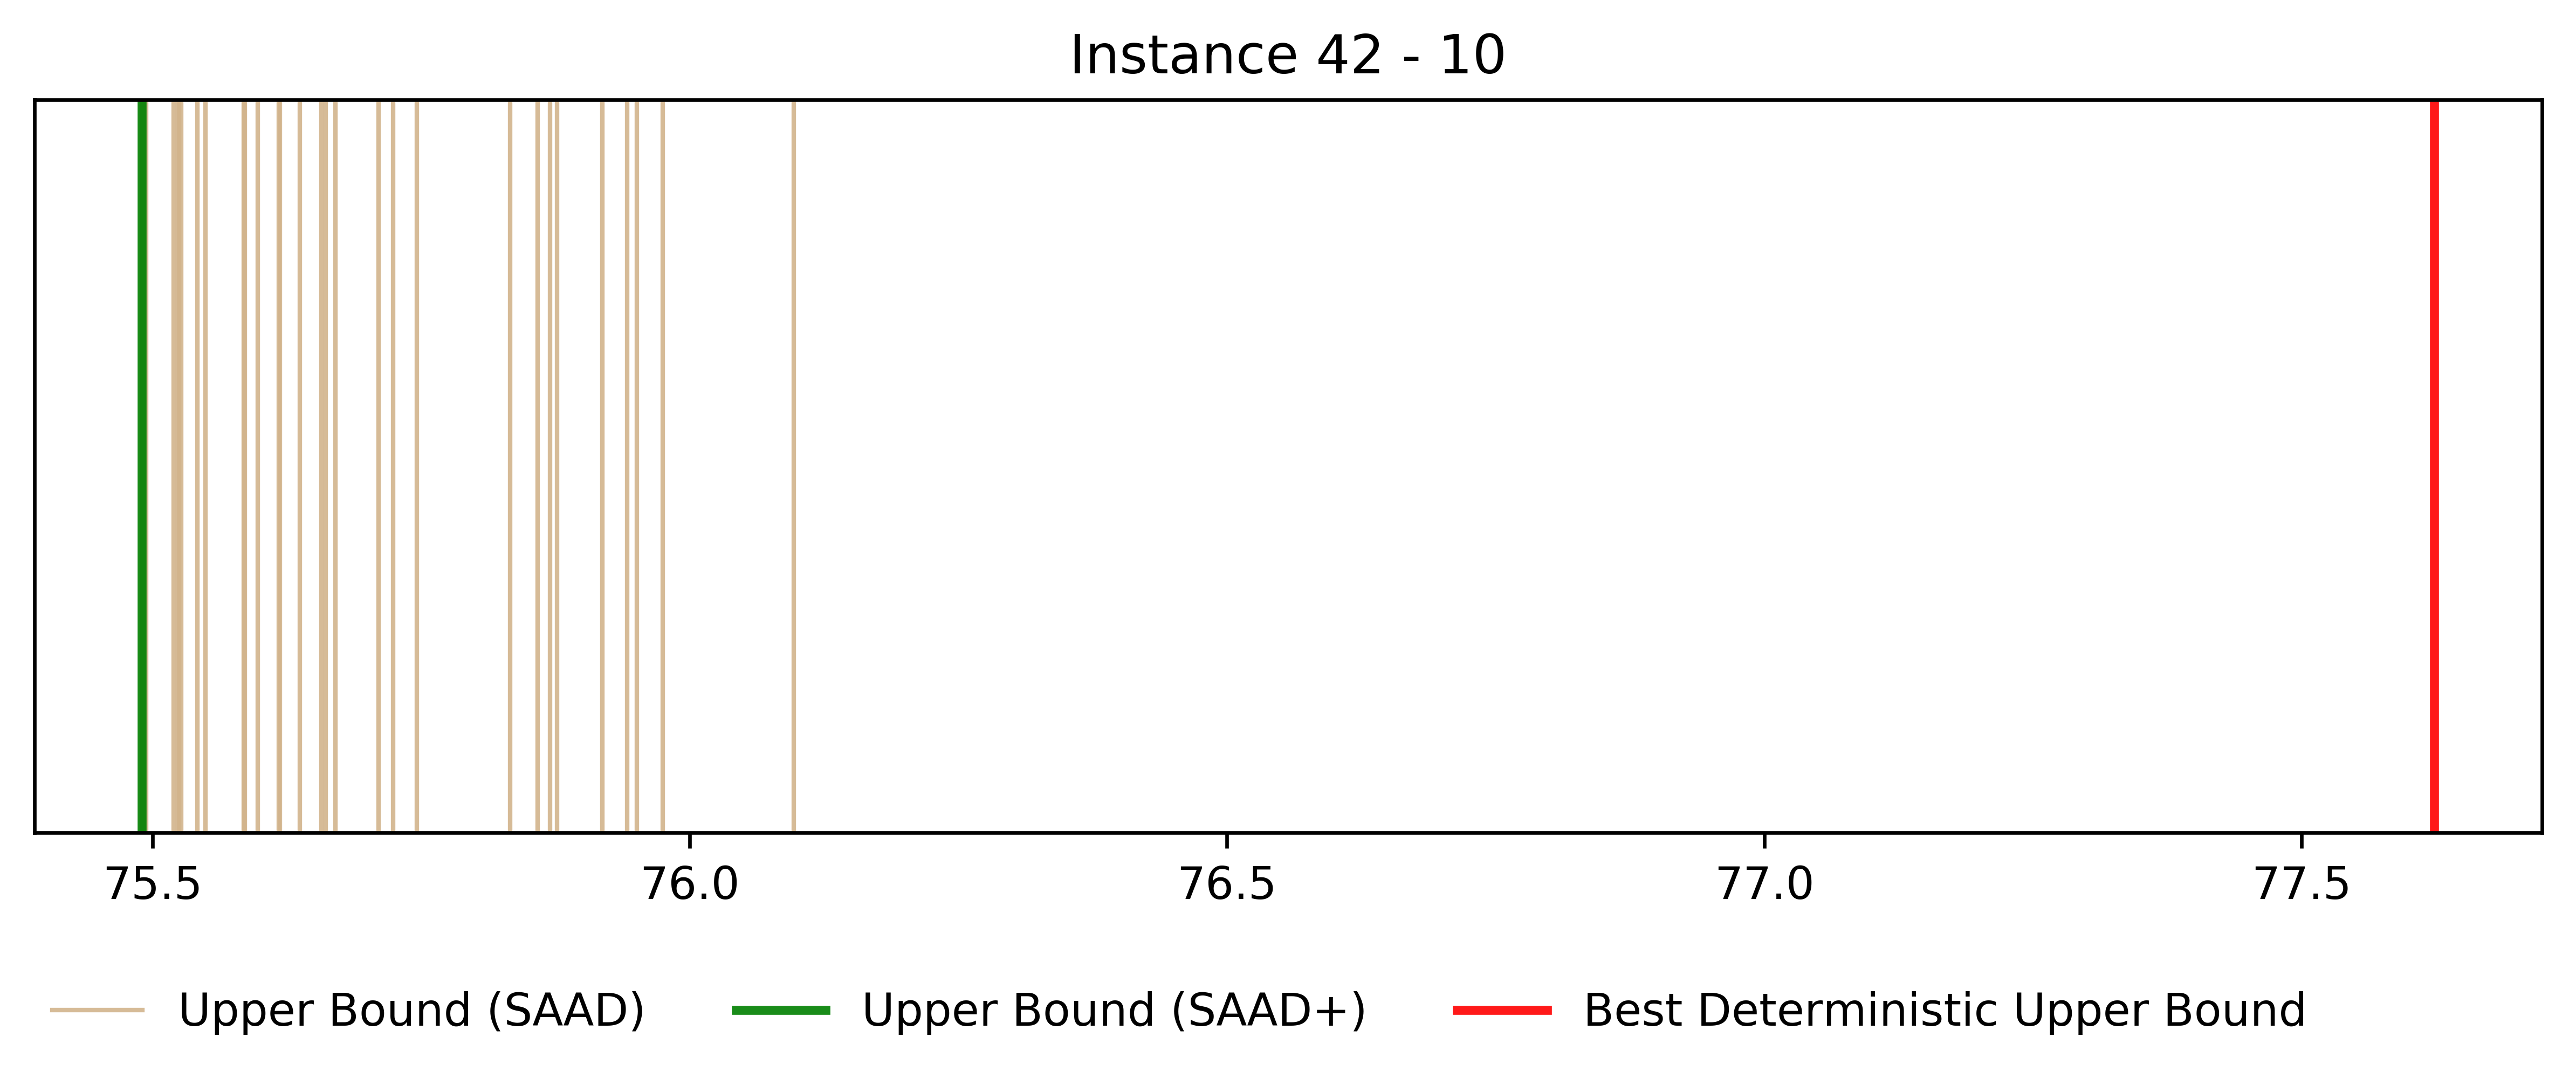 Instance 42 - 10
75.5 76.0 76.5 77.0 77.5
Upper Bound (SAAD) Upper Bound (SAAD+) Best Deterministic Upper Bound